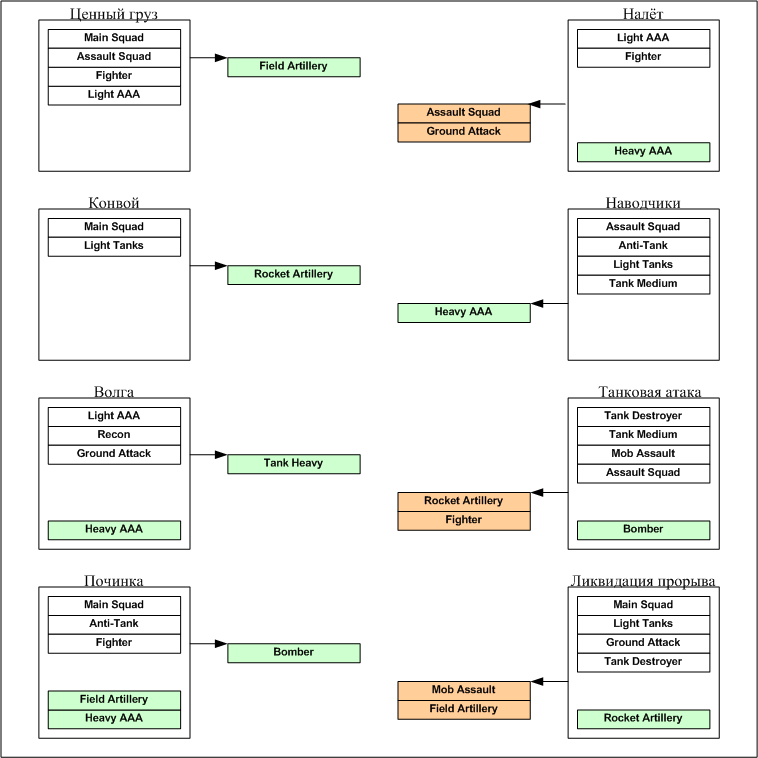 Ценный груз
Main Squad
Assault Squad
Fighter
Light AAA
Field Artillery
Налёт
Light AAA
Fighter
Heavy AAA
Assault Squad
Ground Attack
Конвой
Main Squad
Light Tanks
Rocket Artillery
Наводчики
Assault Squad
Anti-Tank
Light Tanks
Tank Medium
Heavy AAA
Волга
Light AAA
Recon
Ground Attack
Heavy AAA
Tank Heavy
Танковая атака
Tank Destroyer
Tank Medium
Mob Assault
Assault Squad
Bomber
Rocket Artillery
Fighter
Починка
Main Squad
Anti-Tank
Fighter
Field Artillery
Heavy AAA
Bomber
Ликвидация прорыва
Main Squad
Light Tanks
Ground Attack
Tank Destroyer
Rocket Artillery
Mob Assault
Field Artillery